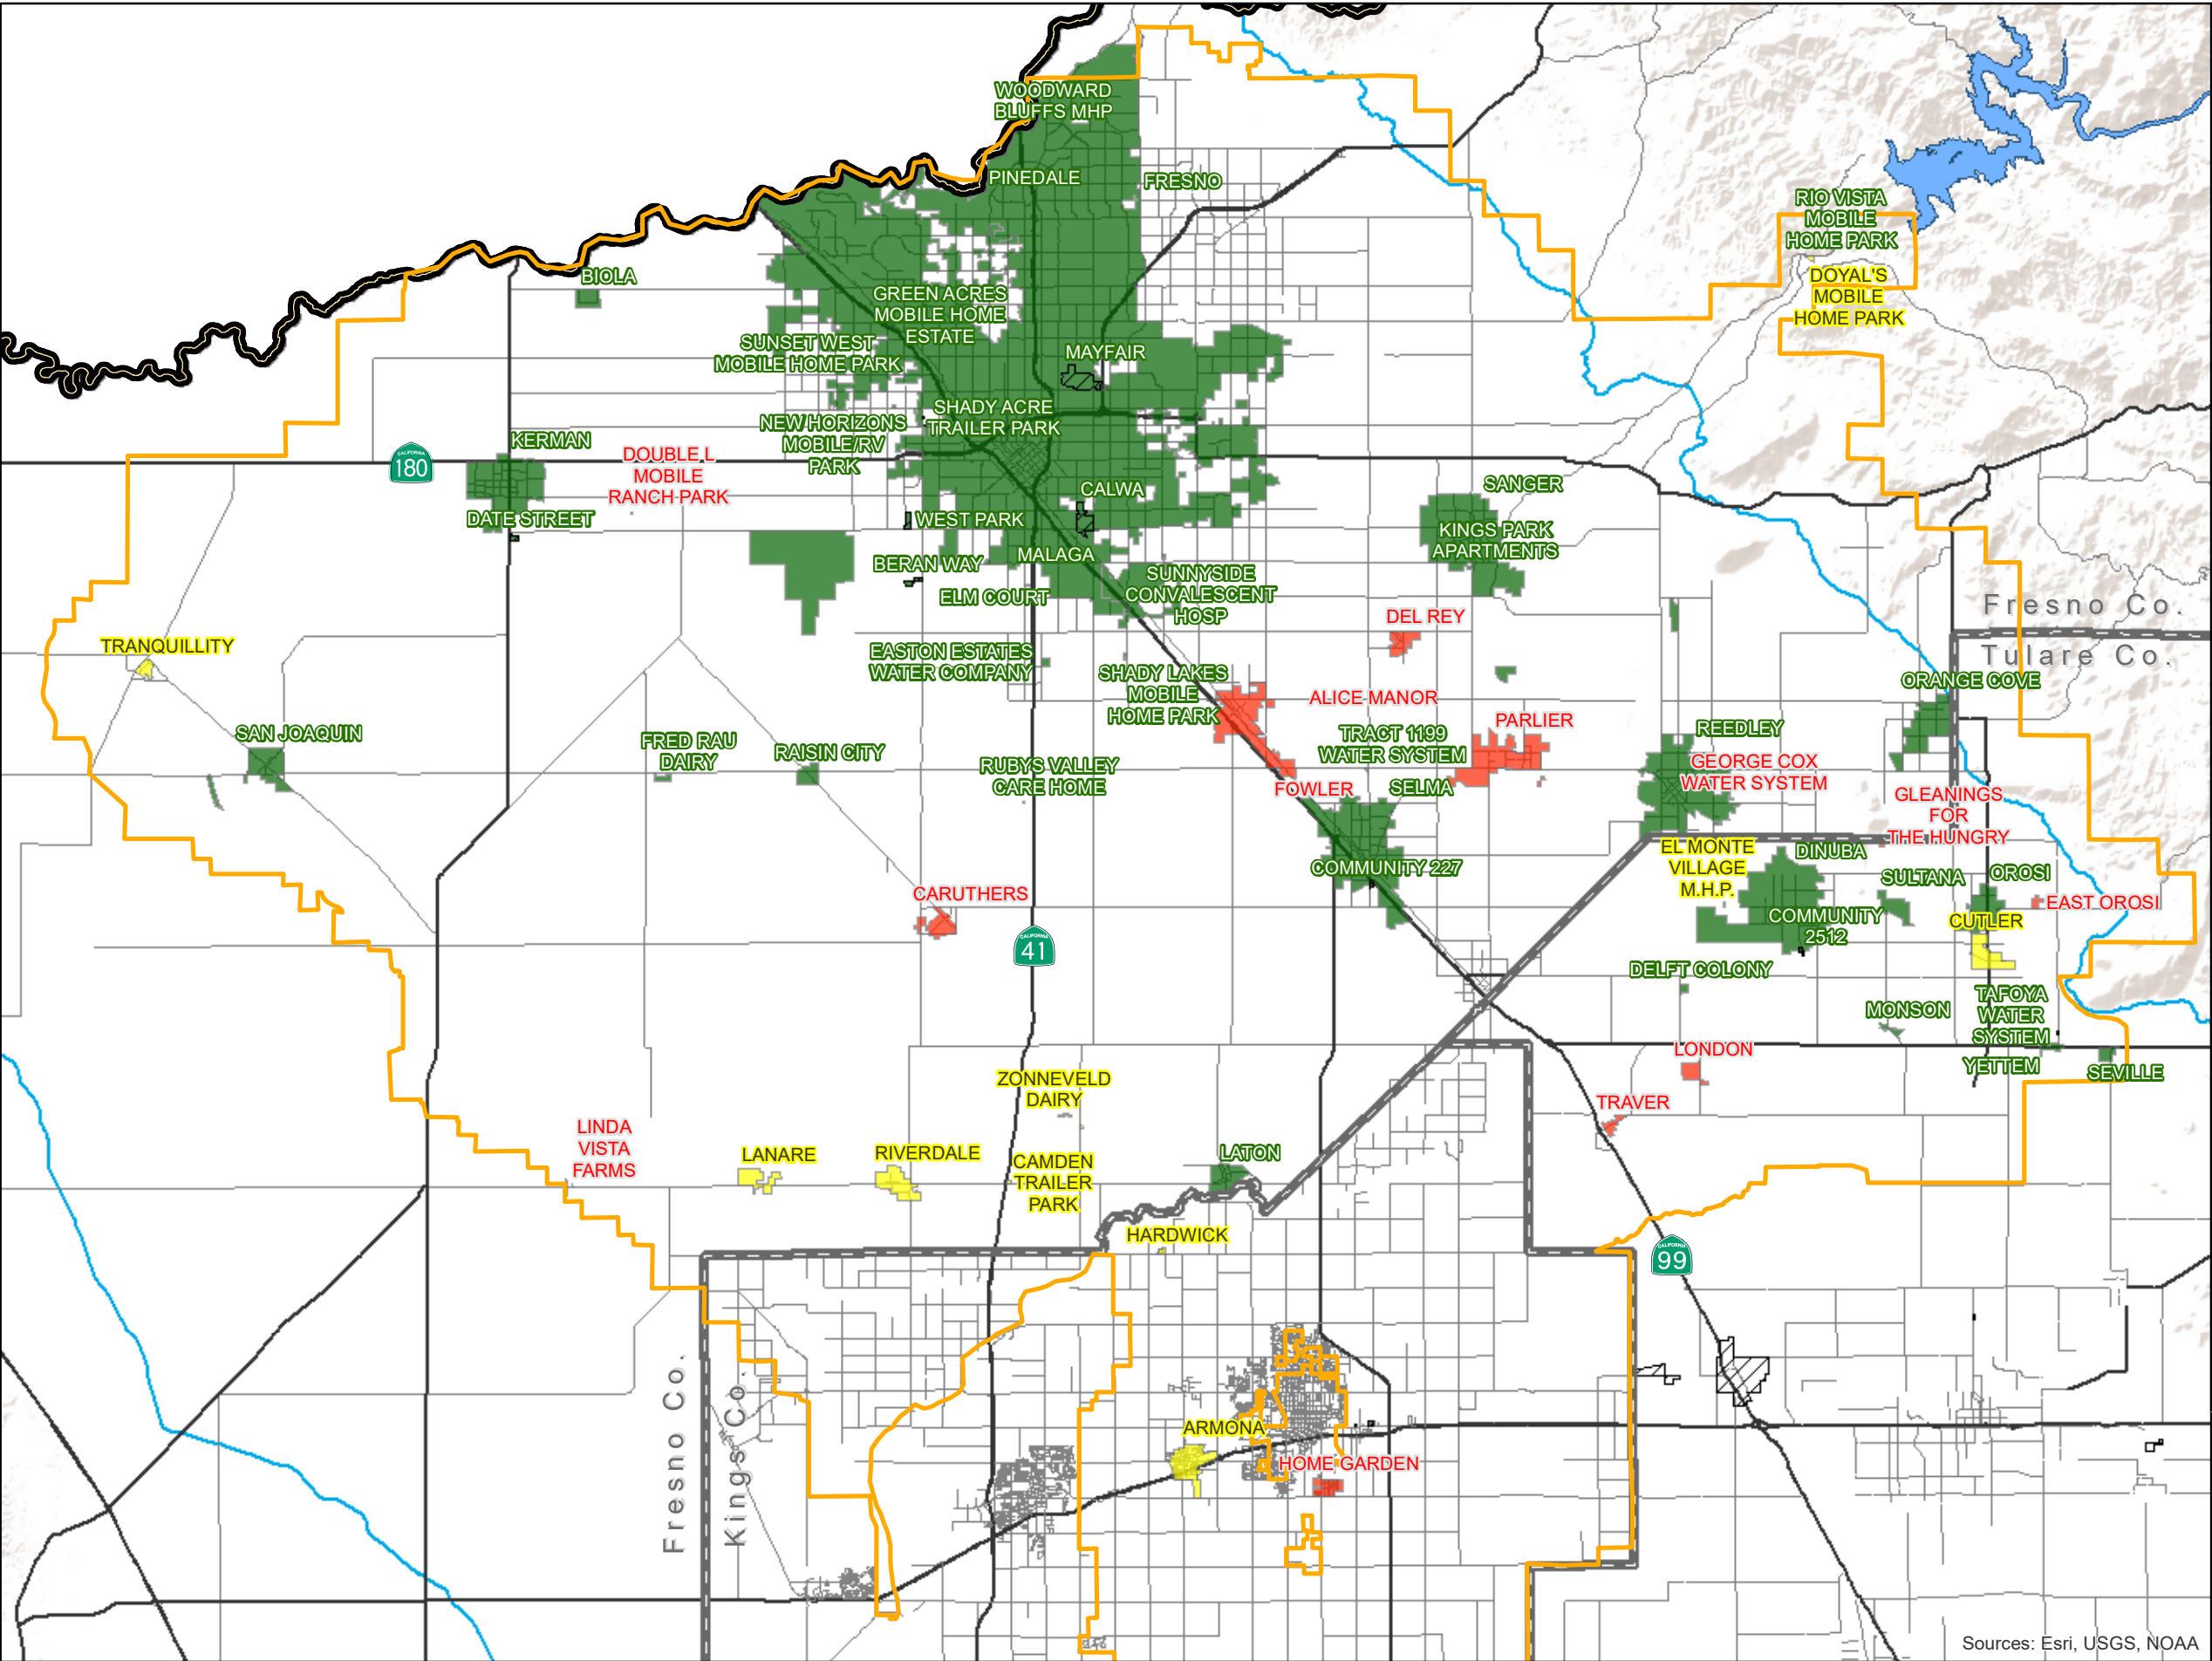 WOODWARD
BLUFFS MHP
PINEDALE
FRESNO
RIO VISTA
MOBILE
HOME PARK
DOYAL'S
MOBILE
HOME PARK
BIOLA
GREEN ACRES
MOBILE HOME
ESTATE
SUNSET WEST
MOBILE HOME PARK
MAYFAIR
SHADY ACRE
TRAILER PARK
NEW HORIZONS
MOBILE/RV
PARK
KERMAN
CALIFORNIA
180
DOUBLE L
MOBILE
RANCH PARK
DATE STREET
CALWA
SANGER
WEST PARK
KINGS PARK
APARTMENTS
MALAGA
BERAN WAY
SUNNYSIDE
CONVALESCENT
HOSP
ELM COURT
DEL REY
Fresno Co.
Tulare Co.
TRANQUILLITY
EASTON ESTATES
WATER COMPANY
SHADY LAKES
MOBILE
HOME PARK
ALICE MANOR
ORANGE COVE
PARLIER
REEDLEY
SAN JOAQUIN
FRED RAU
DAIRY
RAISIN CITY
TRACT 1199
WATER SYSTEM
RUBYS VALLEY
CARE HOME
GEORGE COX
WATER SYSTEM
FOWLER
SELMA
GLEANINGS
FOR
THE HUNGRY
EL MONTE
VILLAGE
M.H.P.
DINUBA
COMMUNITY 227
SULTANA
OROSI
CARUTHERS
EAST OROSI
COMMUNITY
2512
CUTLER
CALIFORNIA
41
DELFT COLONY
TAFOYA
WATER
SYSTEM
MONSON
LONDON
YETTEM
SEVILLE
ZONNEVELD
DAIRY
TRAVER
LINDA
VISTA
FARMS
LANARE
RIVERDALE
CAMDEN
TRAILER
PARK
LATON
HARDWICK
CALIFORNIA
99
Fresno Co.
Kings Co.
ARMONA
HOME GARDEN
Sources: Esri, USGS, NOAA